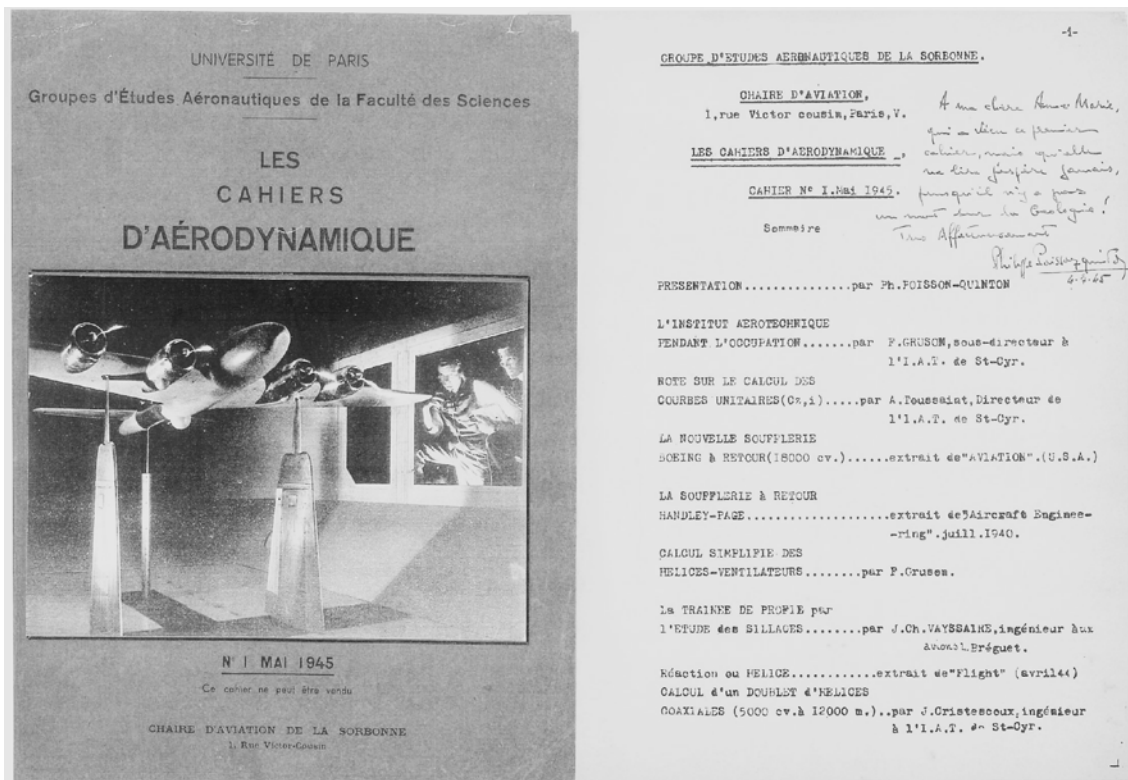 UNIVERSITÉ DE PARIS
Groupes d'Études Aéronautiques de la Faculté des Sciences
LES
CAHIERS
D'AÉRODYNAMIQUE
N° 1 MAI 1945
Ce cahier ne peut être vendu
CHAIRE D'AVIATION DE LA SORBONNE
1, Rue Victor-Cousin
-1-
GROUPE D'ETUDES AERONAUTIQUES DE LA SORBONNE.
CHAIRE D'AVIATION,
1,rue Victor cousin,Paris,V.
LES CAHIERS D'AERODYNAMIQUE ,
CAHIER N° I.Mai 1945.
Sommaire
A ma chère Anne Marie,
qui a ce premier
cahier, mais qu'elle
ne lira j'espère jamais,
puisqu'il n'y a pas
un mot sur la Géologie!
Très Affectueusement
Philippe Poisson-Quinton
4.9.45
PRESENTATION...............par Ph.POISSON-QUINTON
L'INSTITUT AEROTECHNIQUE
PENDANT L'OCCUPATION.......par F.GRUSON,sous-directeur à
l'I.A.T. de St-Cyr.
NOTE SUR LE CALCUL DES
COURBES UNITAIRES(Cz,i).....par A.Toussaint,Directeur de
l'I.A.T. de St-Cyr.
LA NOUVELLE SOUFFLERIE
BOEING à RETOUR(18000 cv.)......extrait de"AVIATION".(U.S.A.)
LA SOUFFLERIE à RETOUR
HANDLEY-PAGE....................extrait de"Aircraft Enginee-
-ring".juill.1940.
CALCUL SIMPLIFIE DES
HELICES-VENTILATEURS........par F.Gruson.
La TRAINEE DE PROFIL par
l'ETUDE des SILLAGES........par J.Ch.VAYSSAIRE,ingénieur aux
avions L.Bréguet.
Réaction ou HELICE............extrait de"Flight" (avril44)
CALCUL d'un DOUBLET d'HELICES
COAXIALES (5000 cv.à I2000 m.)..par J.Cristescoux,ingénieur
à l'I.A.T. de St-Cyr.